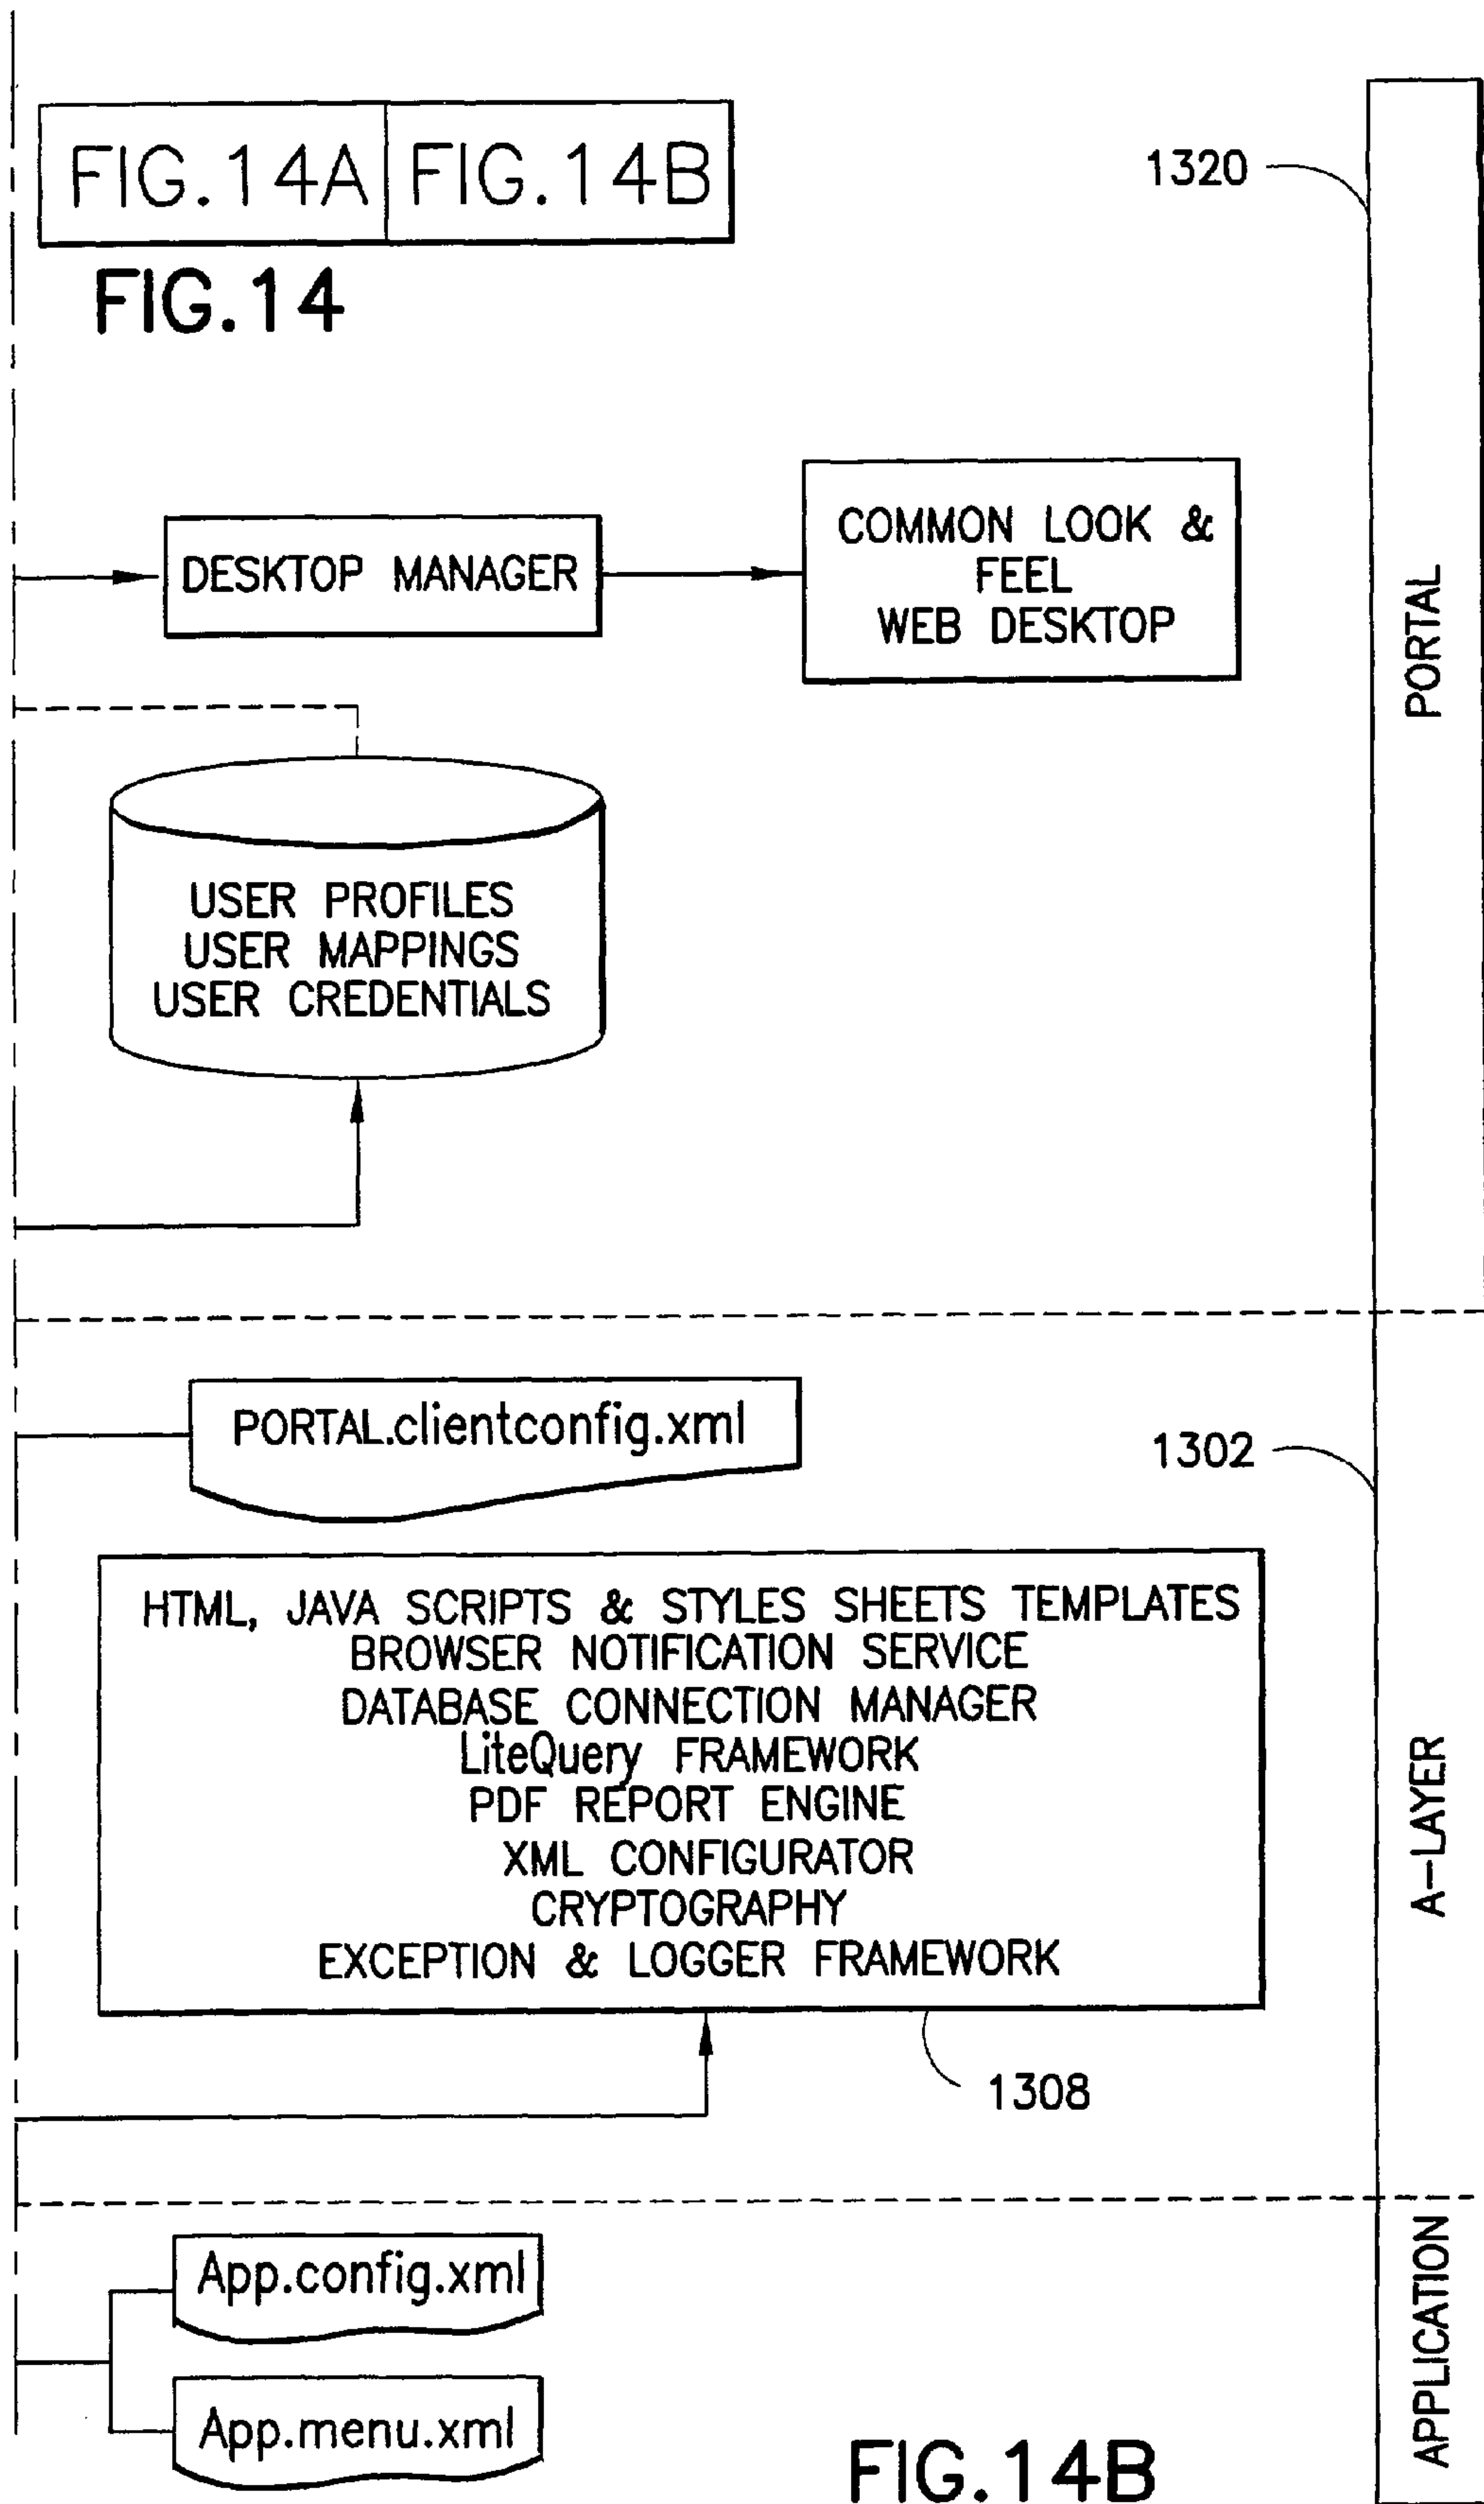 FIG.14A FIG.14B
FIG.14
1320
PORTAL
DESKTOP MANAGER
COMMON LOOK &
FEEL
WEB DESKTOP
USER PROFILES
USER MAPPINGS
USER CREDENTIALS
PORTAL.clientconfig.xml
1302
A-LAYER
HTML, JAVA SCRIPTS & STYLES SHEETS TEMPLATES
BROWSER NOTIFICATION SERVICE
DATABASE CONNECTION MANAGER
LiteQuery FRAMEWORK
PDF REPORT ENGINE
XML CONFIGURATOR
CRYPTOGRAPHY
EXCEPTION & LOGGER FRAMEWORK
1308
App.config.xml
App.menu.xml
APPLICATION
FIG.14B